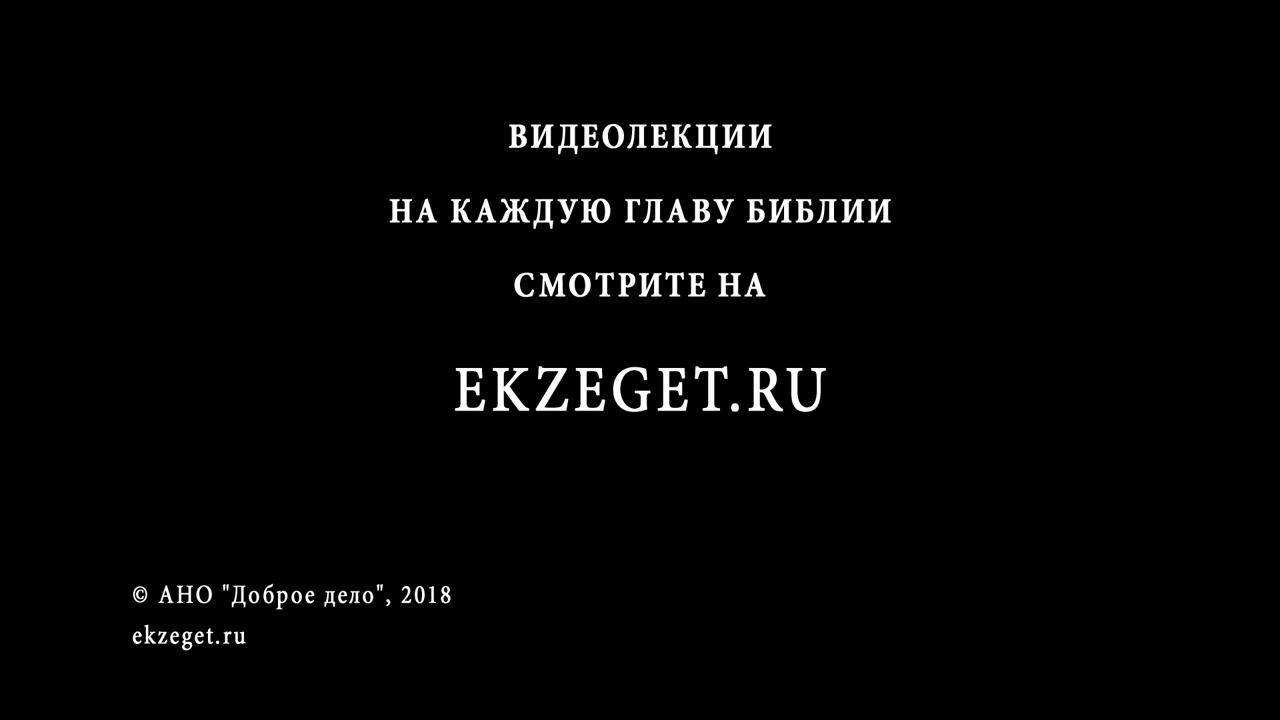 ВИДЕОЛЕКЦИИ
НА КАЖДУЮ ГЛАВУ БИБЛИИ
СМОТРИТЕ НА
EKZEGET.RU
© АНО "Доброе дело", 2018
ekzeget.ru